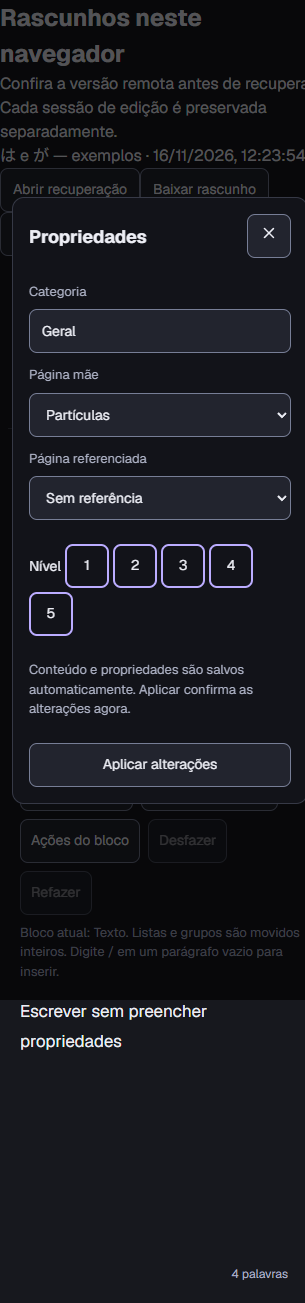 Rascunhos neste
navegador
Confira a versão remota antes de recupera
Cada sessão de edição é preservada
separadamente.
は e が — exemplos · 16/11/2026, 12:23:54
Abrir recuperação Baixar rascunho
Propriedades ×
Categoria
Geral
Página mãe
Partículas
Página referenciada
Sem referência
Nível 1 2 3 4
5
Conteúdo e propriedades são salvos
automaticamente. Aplicar confirma as
alterações agora.
Aplicar alterações
Ações do bloco Desfazer
Refazer
Bloco atual: Texto. Listas e grupos são movidos
inteiros. Digite / em um parágrafo vazio para
inserir.
Escrever sem preencher
propriedades
4 palavras